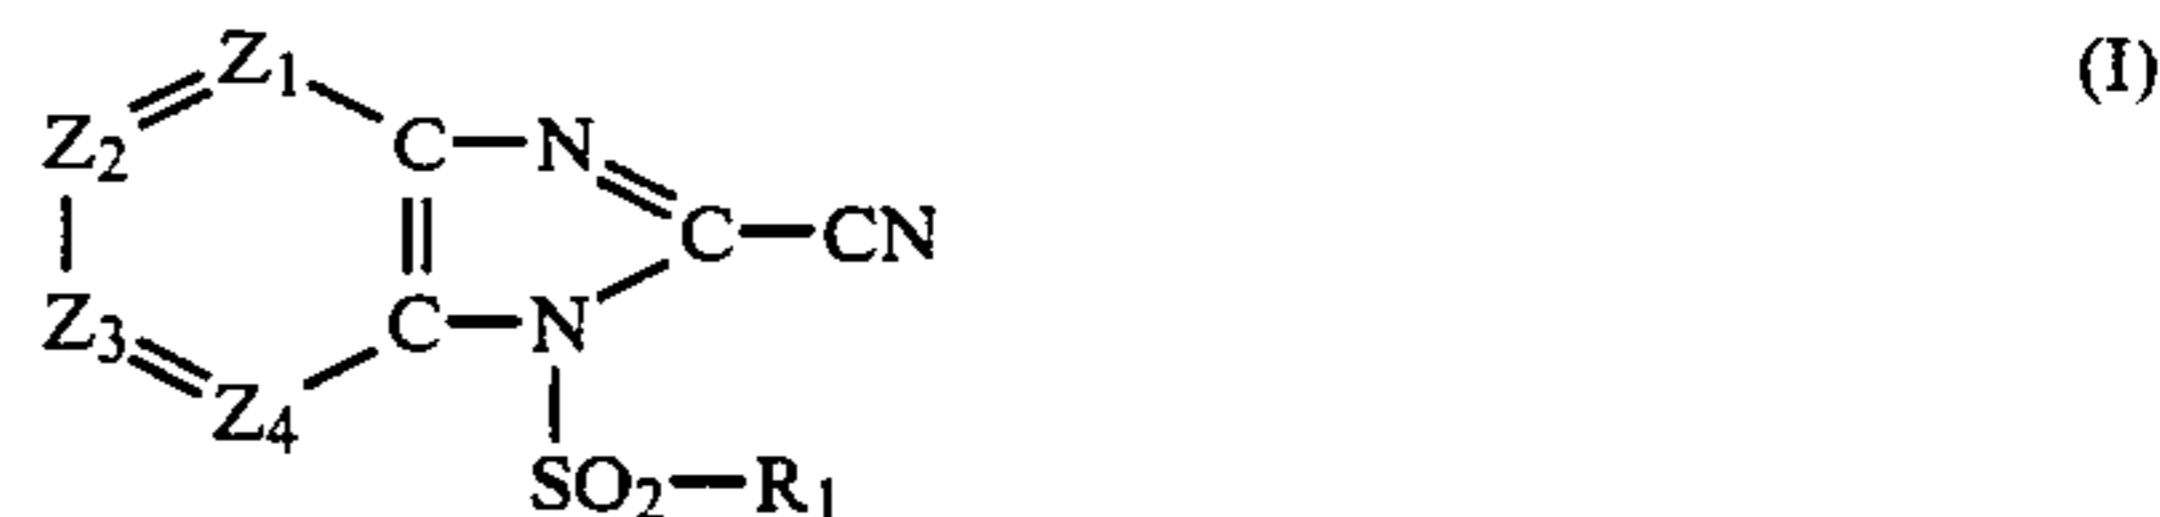 Z₁ (I)
Z₂ C—N
C—CN
Z₃ C—N
Z₄
SO₂—R₁